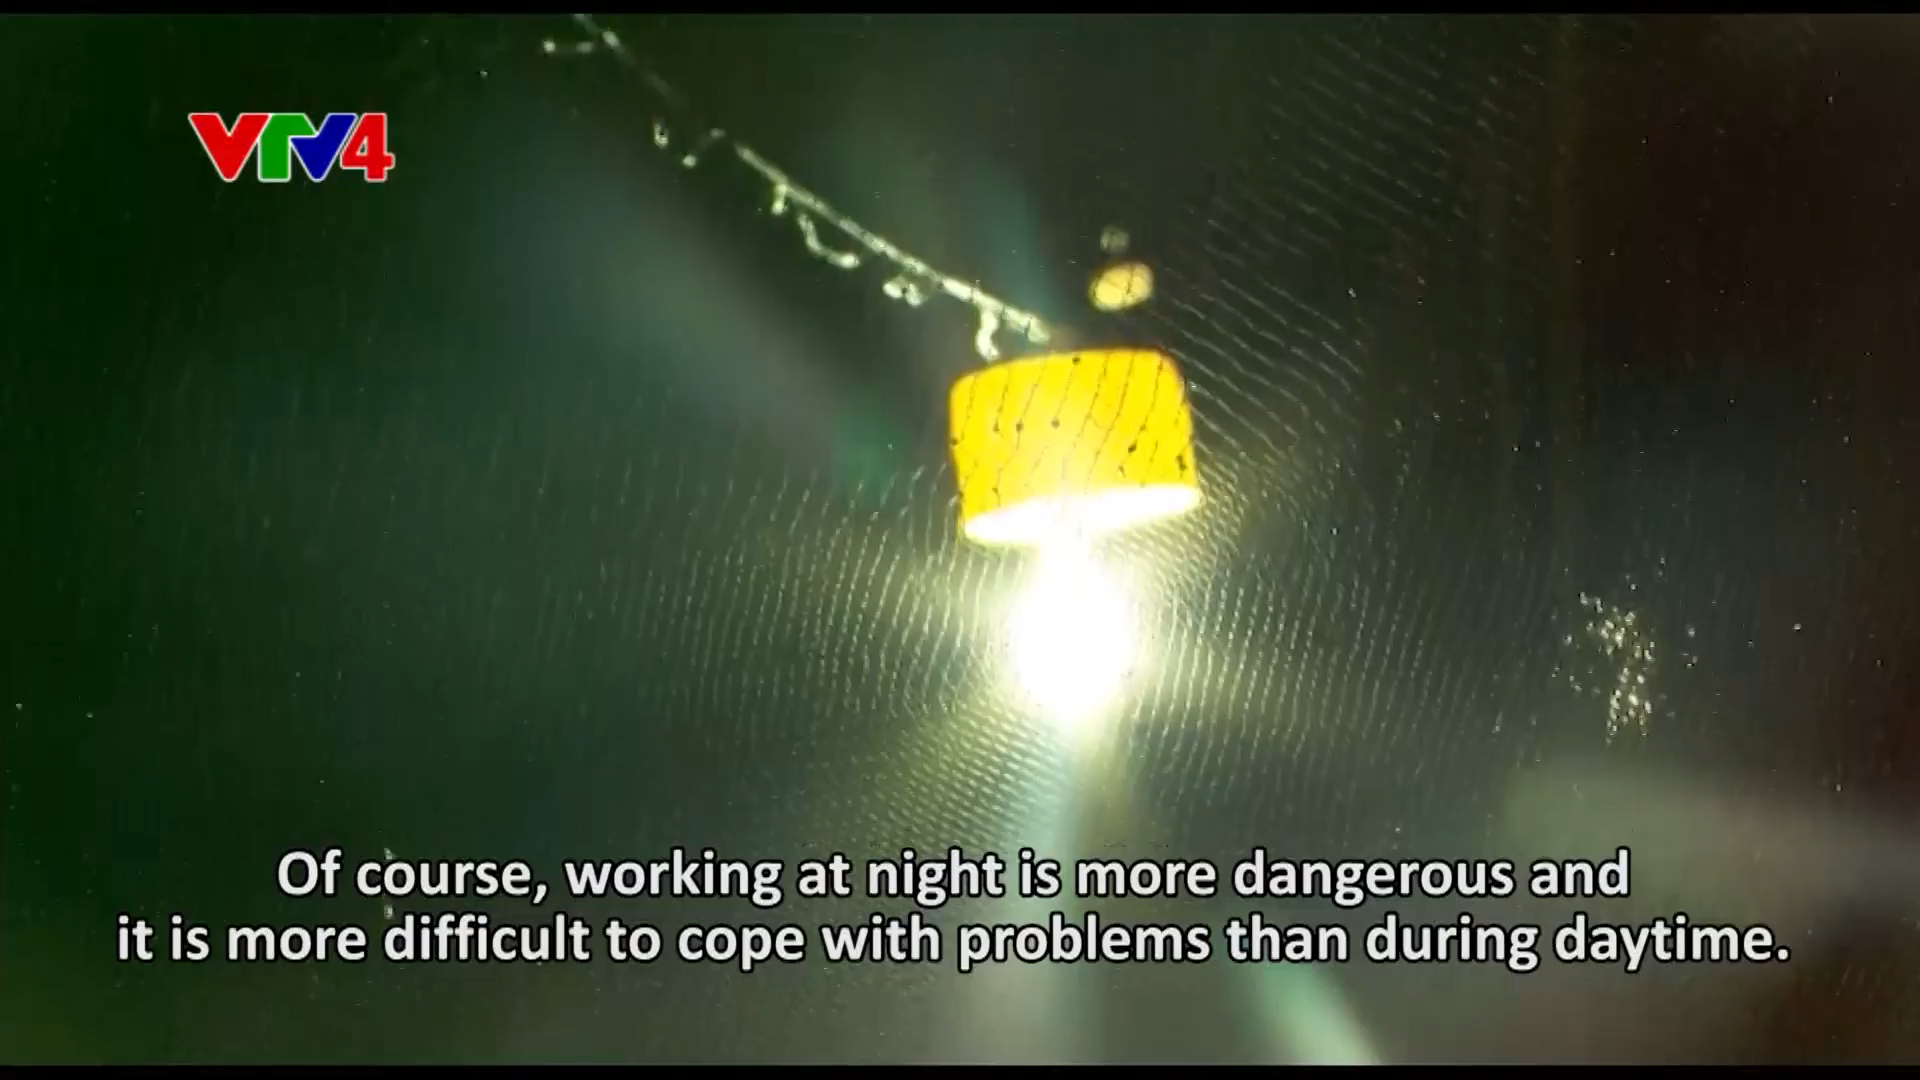 VTV4
Of course, working at night is more dangerous and
it is more difficult to cope with problems than during daytime.